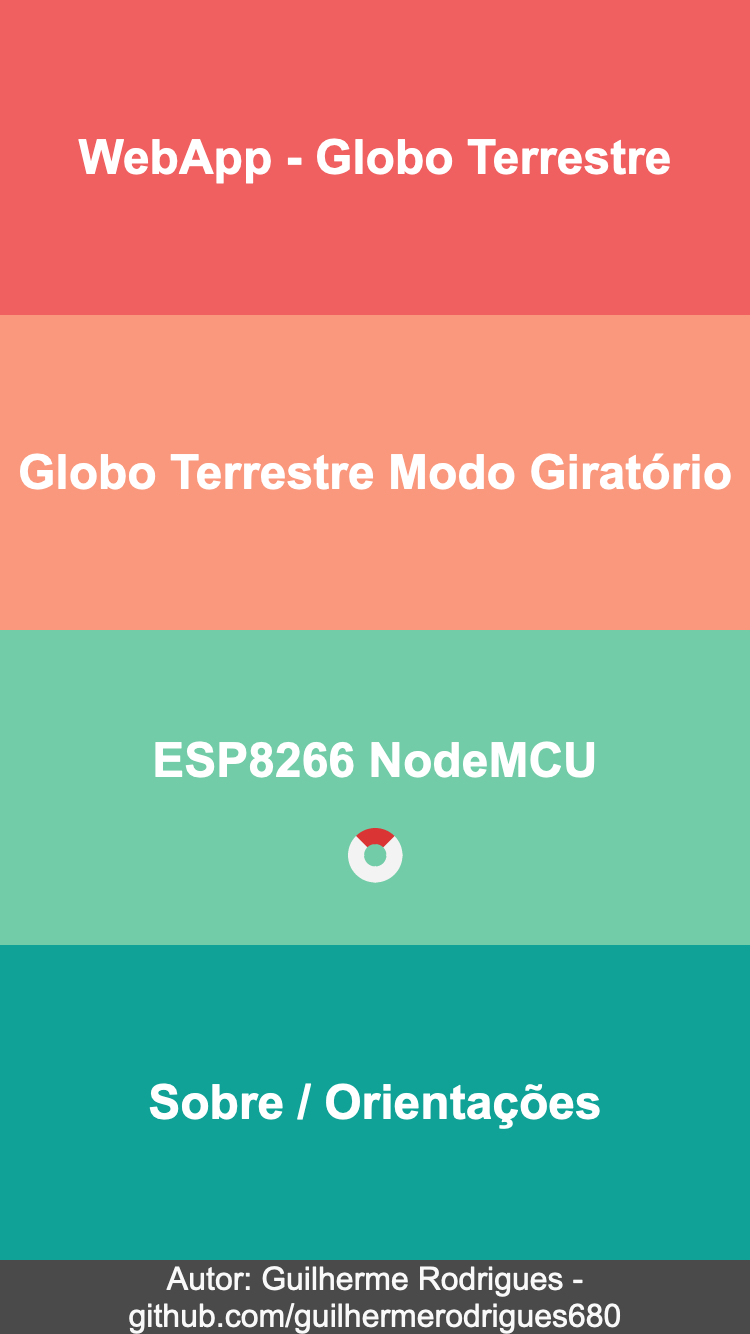 WebApp - Globo Terrestre
Globo Terrestre Modo Giratório
ESP8266 NodeMCU
Sobre / Orientações
Autor: Guilherme Rodrigues -
github.com/guilhermerodrigues680